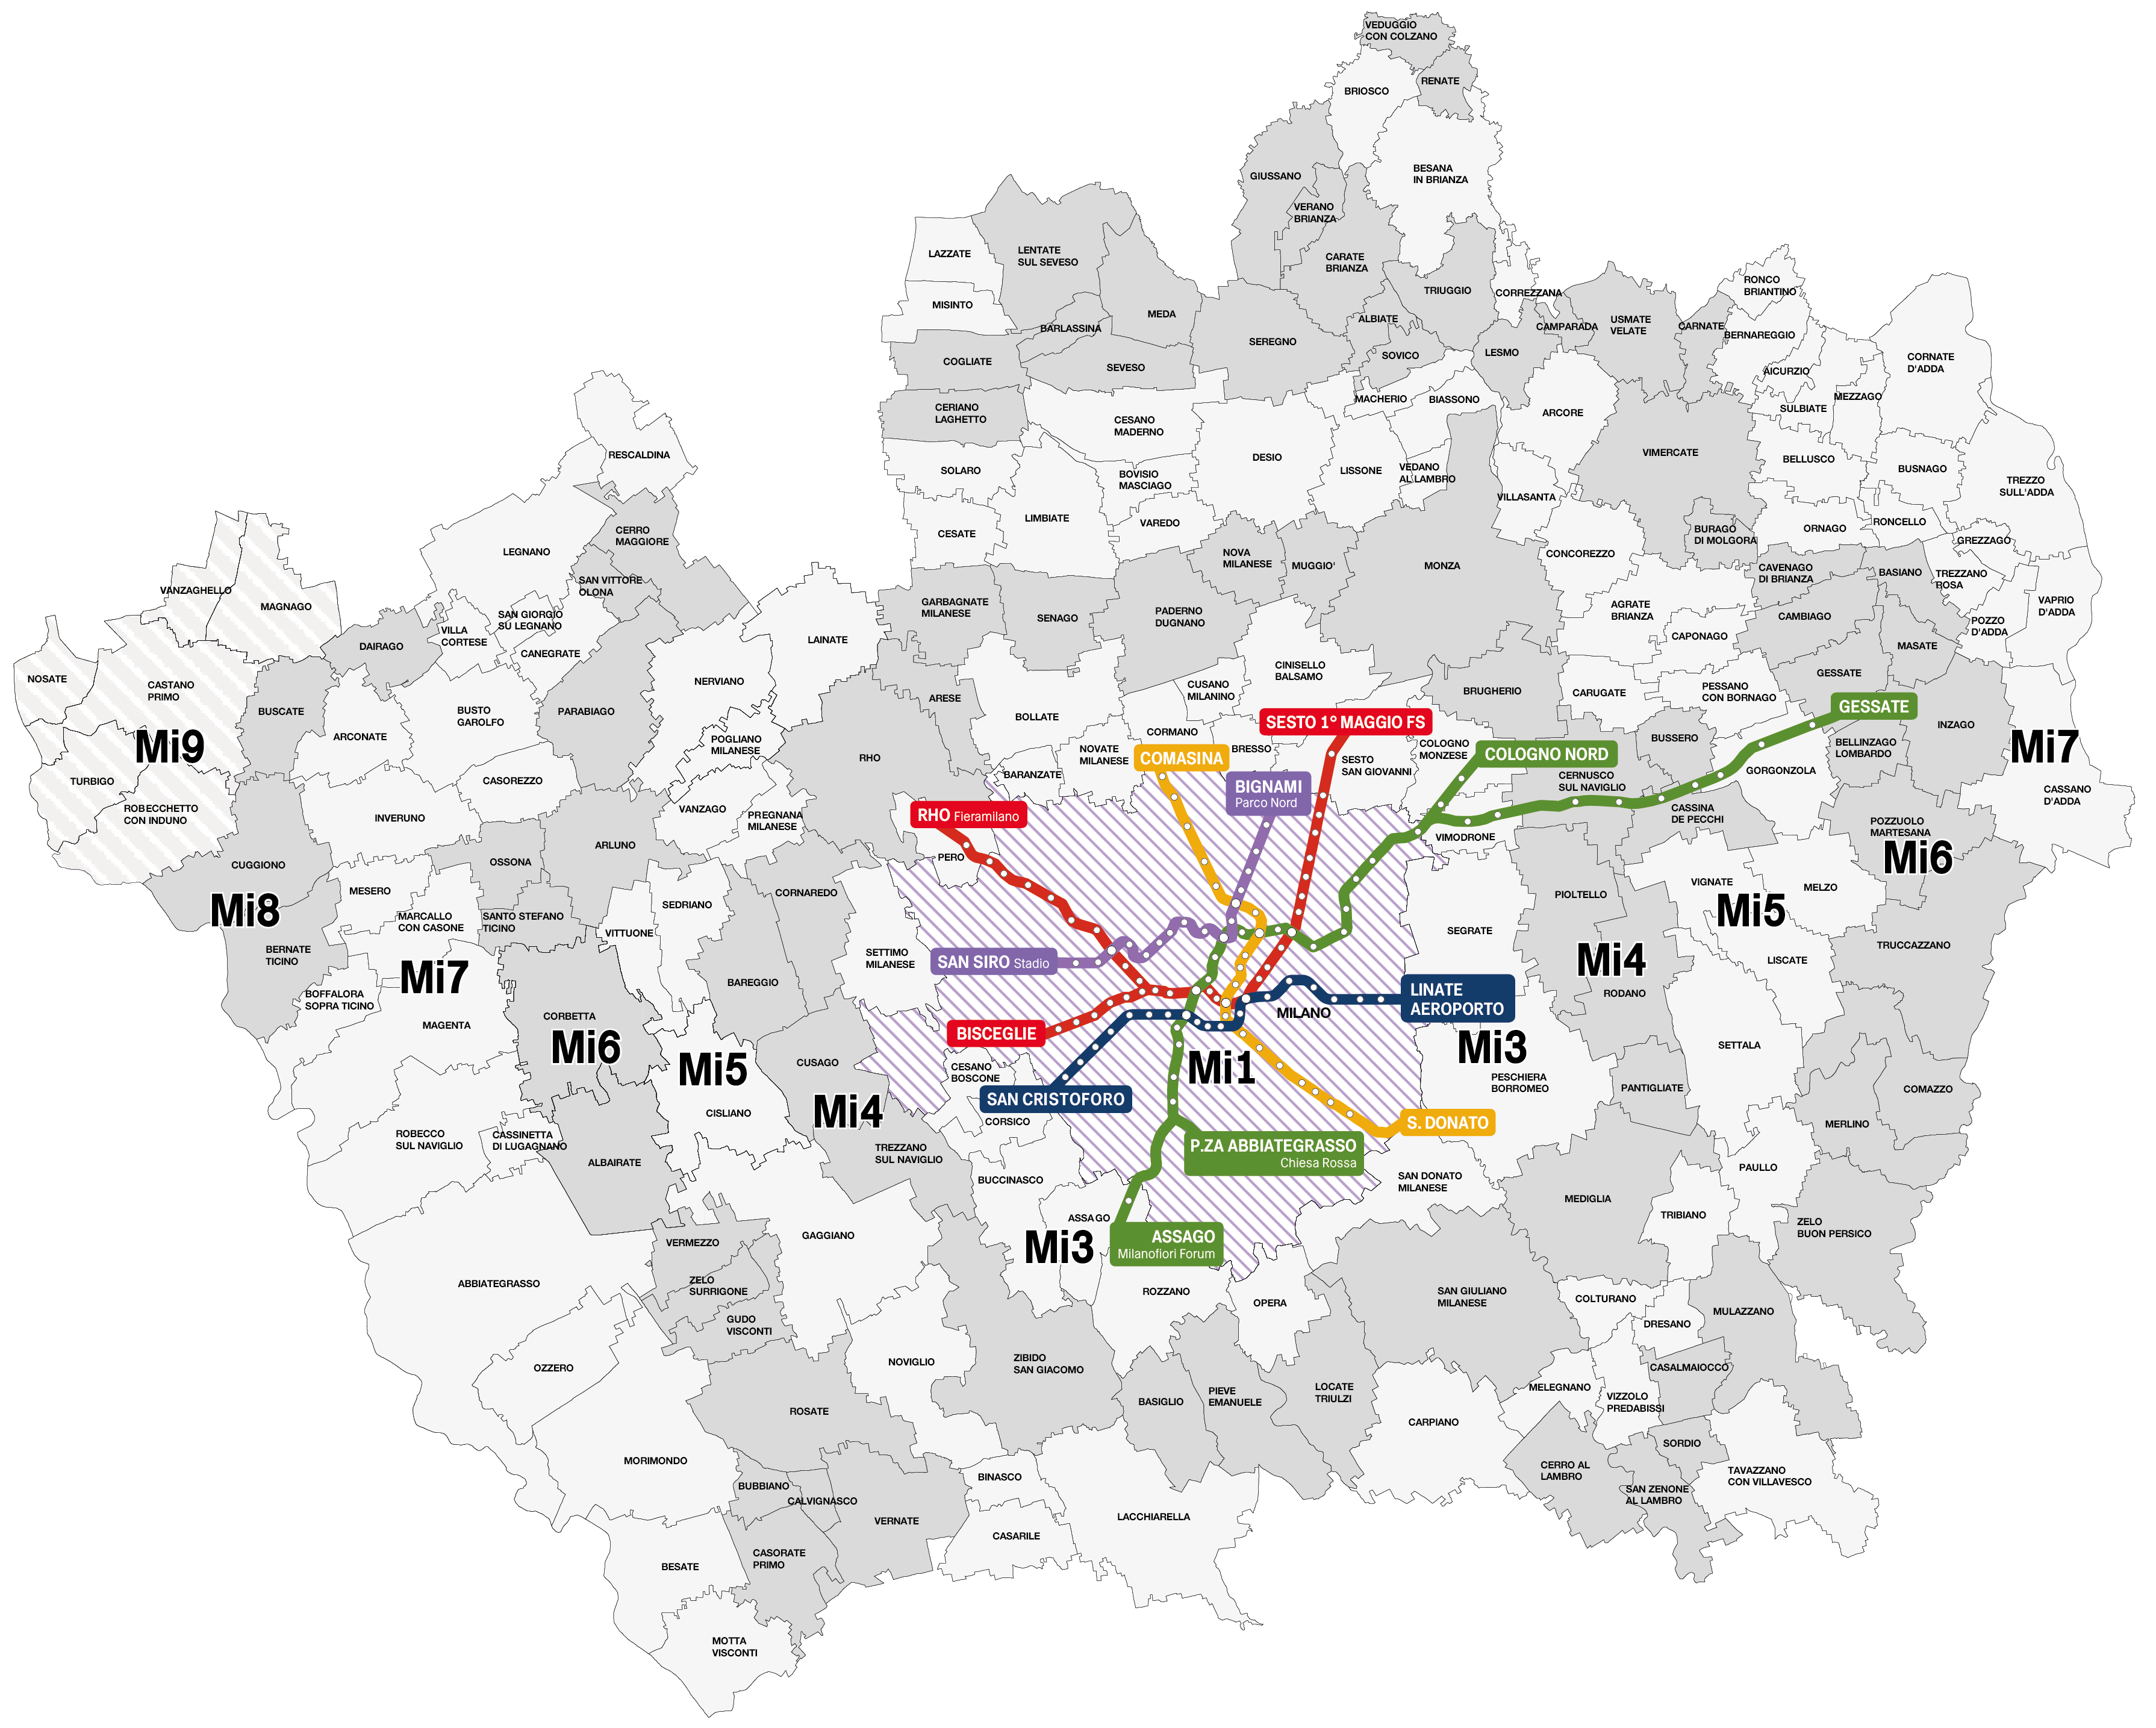 VEDUGGIO
CON COLZANO
RENATE
BRIOSCO
BESANA
IN BRIANZA
GIUSSANO
VERANO
BRIANZA
CARATE
BRIANZA
LAZZATE
LENTATE
SUL SEVESO
MISINTO
BARLASSINA
MEDA
COGLIATE
SEVESO
SEREGNO
ALBIATE
SOVICO
TRIUGGIO
CORREZZANA
LESMO
CAMPARADA
USMATE
VELATE
CARNATE
RONCO
BRIANTINO
BERNAREGGIO
AICURZIO
CORNATE
D'ADDA
CERIANO
LAGHETTO
CESANO
MADERNO
MACHERIO
BIASSONO
ARCORE
SULBIATE
MEZZAGO
SOLARO
BOVISIO
MASCIAGO
DESIO
LISSONE
VEDANO
AL LAMBRO
VILLASANTA
VIMERCATE
BELLUSCO
BUSNAGO
TREZZO
SULL'ADDA
CESATE
LIMBIATE
VAREDO
BURAGO
DI MOLGORA
ORNAGO
RONCELLO
GREZZAGO
RESCALDINA
CERRO
MAGGIORE
LEGNANO
SAN VITTORE
OLONA
NOVA
MILANESE
MUGGIO'
MONZA
CONCOREZZO
CAVENAGO
DI BRIANZA
BASIANO
TREZZANO
ROSA
VAPRIO
D'ADDA
VANZAGHELLO
MAGNAGO
DAIRAGO
VILLA
CORTESE
SAN GIORGIO
SU LEGNANO
CANEGRATE
LAINATE
GARBAGNATE
MILANESE
SENAGO
PADERNO
DUGNANO
AGRATE
BRIANZA
CAPONAGO
CAMBIAGO
POZZO
D'ADDA
MASATE
NOSATE
CASTANO
PRIMO
BUSCATE
ARCONATE
BUSTO
GAROLFO
PARABIAGO
NERVIANO
POGLIANO
MILANESE
ARESE
BOLLATE
CUSANO
MILANINO
CINISELLO
BALSAMO
BRUGHERIO
CARUGATE
PESSANO
CON BORNAGO
GESSATE
GESSATE
INZAGO
Mi9
Mi7
TURBIGO
ROBECCHETTO
CON INDUNO
CASOREZZO
INVERUNO
RHO
BARANZATE
NOVATE
MILANESE
CORMANO
BRESSO
COMASINA
SESTO 1° MAGGIO FS
SESTO
SAN GIOVANNI
COLOGNO
MONZESE
COLOGNO NORD
BUSSERO
CERNUSCO
SUL NAVIGLIO
GORGONZOLA
BELLINZAGO
LOMBARDO
CASSANO
D'ADDA
BIGNAMI
Parco Nord
VANZAGO
PREGNANA
MILANESE
RHO Fieramilano
PERO
VIMODRONE
CASSINA
DE PECCHI
POZZUOLO
MARTESANA
Mi6
CUGGIONO
Mi8
MESERO
OSSONA
ARLUNO
MARCALLO
CON CASONE
SANTO STEFANO
TICINO
VITTUONE
SEDRIANO
CORNAREDO
BERNATE
TICINO
Mi7
BOFFALORA
SOPRA TICINO
MAGENTA
CORBETTA
Mi6
BAREGGIO
SETTIMO
MILANESE
SAN SIRO Stadio
BISCEGLIE
MILANO
Mi1
LINATE
AEROPORTO
SEGRATE
PIOLTELLO
VIGNATE
MELZO
Mi5
Mi4
RODANO
LISCATE
TRUCCAZZANO
Mi3
PESCHIERA
BORROMEO
SETTALA
PANTIGLIATE
COMAZZO
MERLINO
Mi5
CISLIANO
CUSAGO
Mi4
CESANO
BOSCONE
SAN CRISTOFORO
CORSICO
TREZZANO
SUL NAVIGLIO
BUCCINASCO
S. DONATO
P.ZA ABBIATEGRASSO
Chiesa Rossa
SAN DONATO
MILANESE
ASSAGO
Mi3
ASSAGO
Milanofiori Forum
ROBECCO
SUL NAVIGLIO
CASSINETTA
DI LUGAGNANO
ALBAIRATE
VERMEZZO
GAGGIANO
ZELO
SURRIGONE
GUDO
VISCONTI
ABBIATEGRASSO
OZZERO
ROZZANO
OPERA
MEDIGLIA
PAULLO
TRIBIANO
ZELO
BUON PERSICO
SAN GIULIANO
MILANESE
COLTURANO
DRESANO
MULAZZANO
NOVIGLIO
ZIBIDO
SAN GIACOMO
BASIGLIO
PIEVE
EMANUELE
LOCATE
TRIULZI
CARPIANO
MELEGNANO
VIZZOLO
PREDABISSI
CASALMAIOCCO
ROSATE
MORIMONDO
BUBBIANO
CALVIGNASCO
VERNATE
BINASCO
CASARILE
LACCHIARELLA
CERRO AL
LAMBRO
SORDIO
SAN ZENONE
AL LAMBRO
TAVAZZANO
CON VILLAVESCO
BESATE
CASORATE
PRIMO
MOTTA
VISCONTI